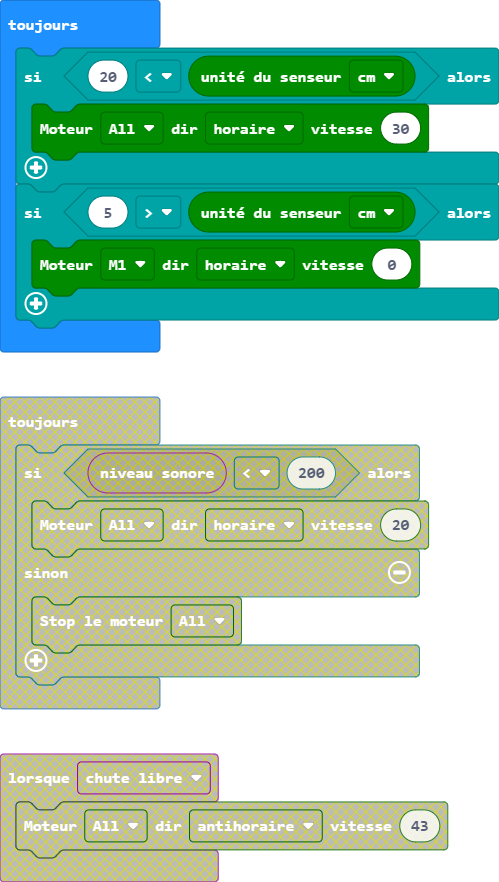 toujours
si 20 < unité du senseur cm alors
Moteur All dir horaire vitesse 30
si 5 > unité du senseur cm alors
Moteur M1 dir horaire vitesse 0
toujours
si niveau sonore < 200 alors
Moteur All dir horaire vitesse 20
sinon
Stop le moteur All
lorsque chute libre
Moteur All dir antihoraire vitesse 43